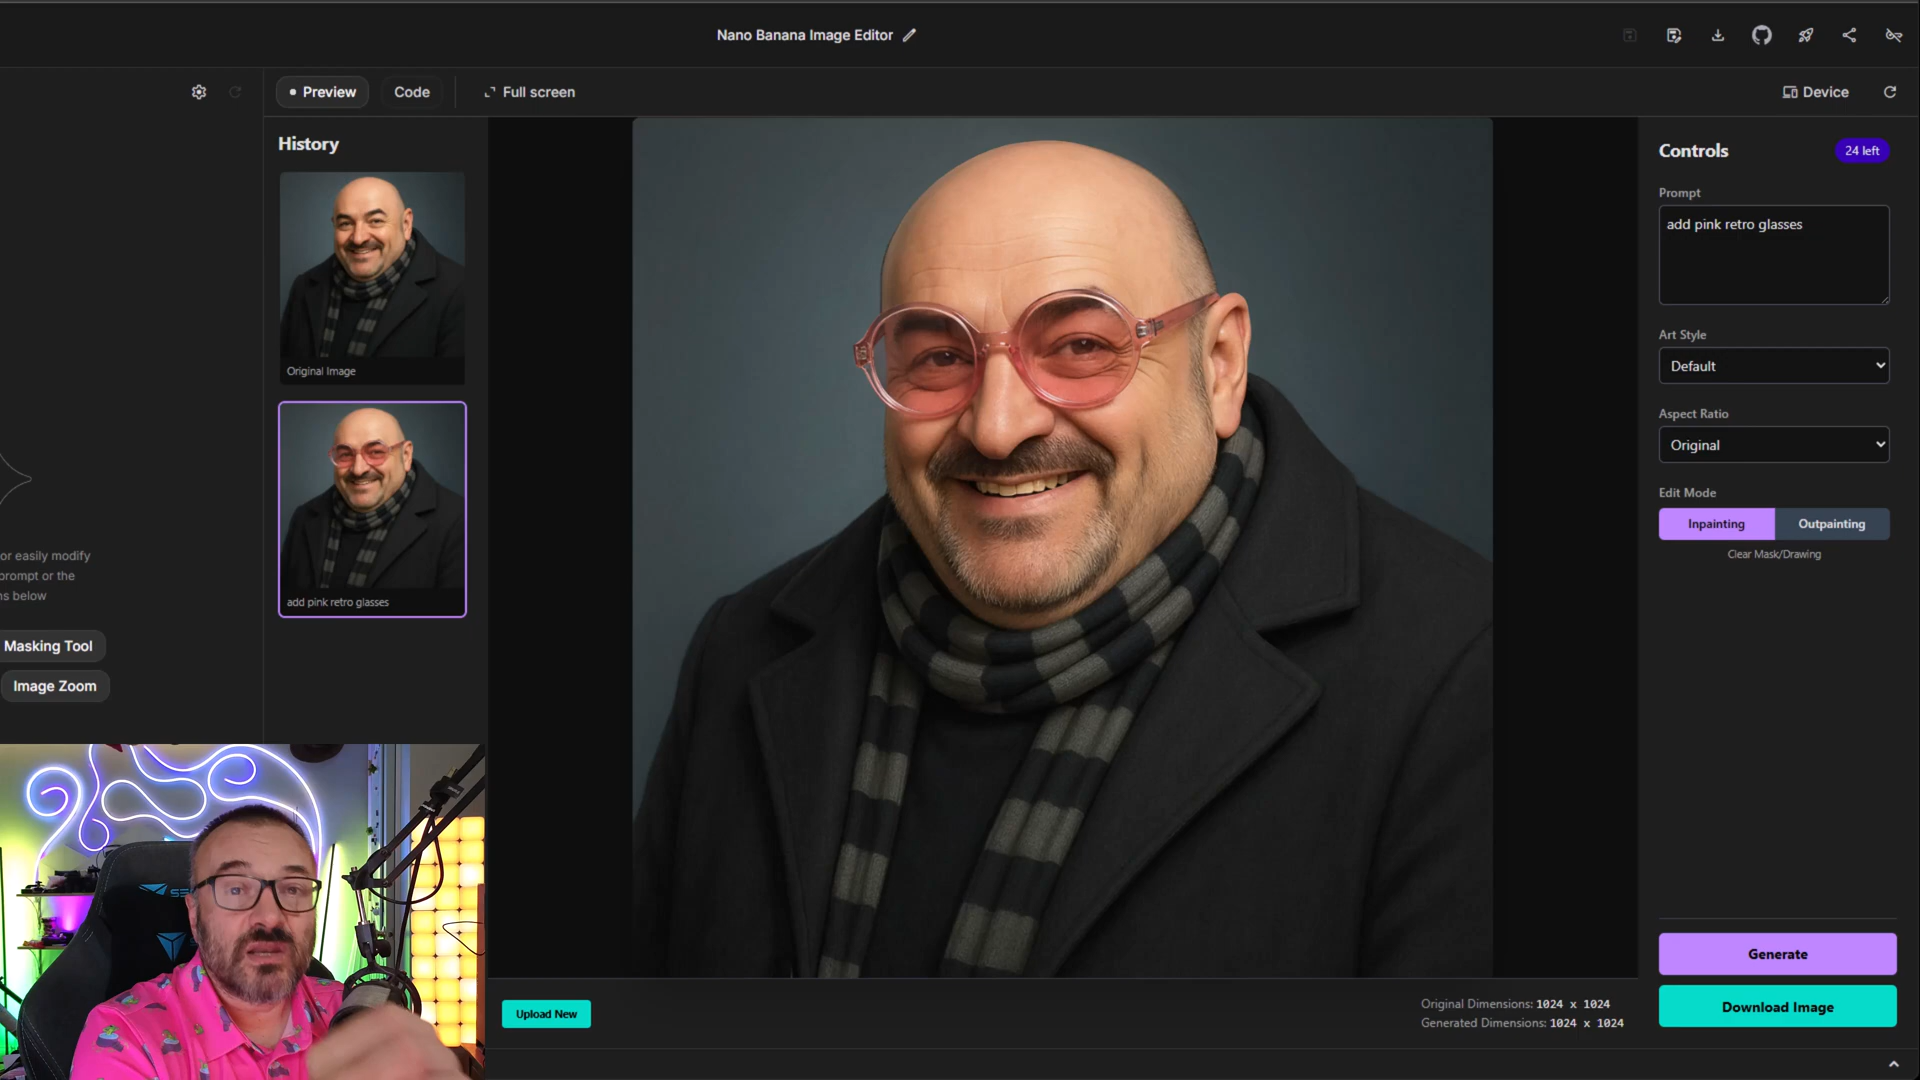 Nano Banana Image Editor
Preview
Code
Full screen
Device
History
Original Image
add pink retro glasses
or easily modify
prompt or the
ns below
Masking Tool
Image Zoom
Upload New
Original Dimensions: 1024 x 1024
Generated Dimensions: 1024 x 1024
Controls
24 left
Prompt
add pink retro glasses
Art Style
Default
Aspect Ratio
Original
Edit Mode
Inpainting
Outpainting
Clear Mask/Drawing
Generate
Download Image